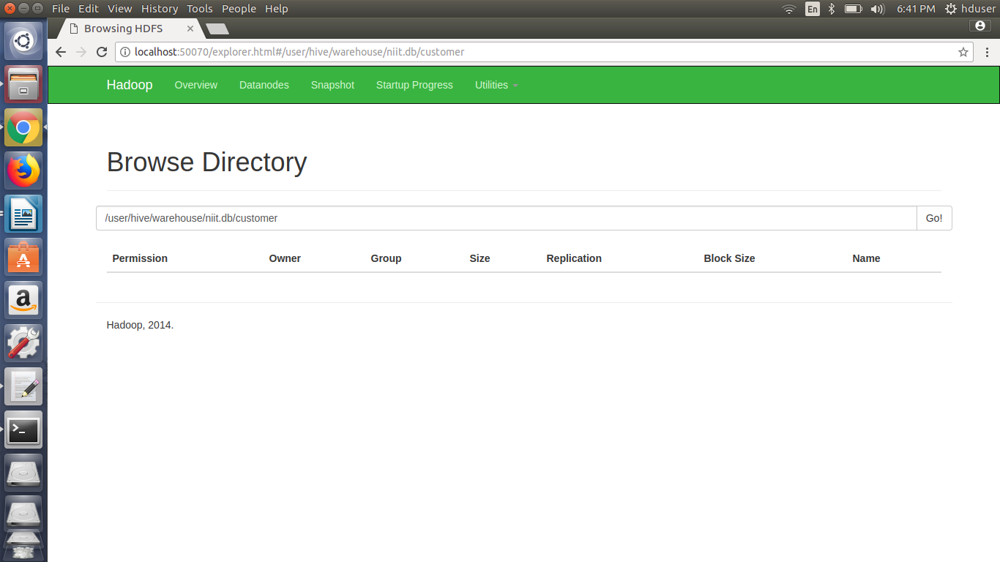 File Edit View History Tools People Help
En
6:41 PM
hduser
Browsing HDFS
localhost:50070/explorer.html#/user/hive/warehouse/niit.db/customer
Hadoop Overview Datanodes Snapshot Startup Progress Utilities
Browse Directory
/user/hive/warehouse/niit.db/customer
Go!
Permission Owner Group Size Replication Block Size Name
Hadoop, 2014.